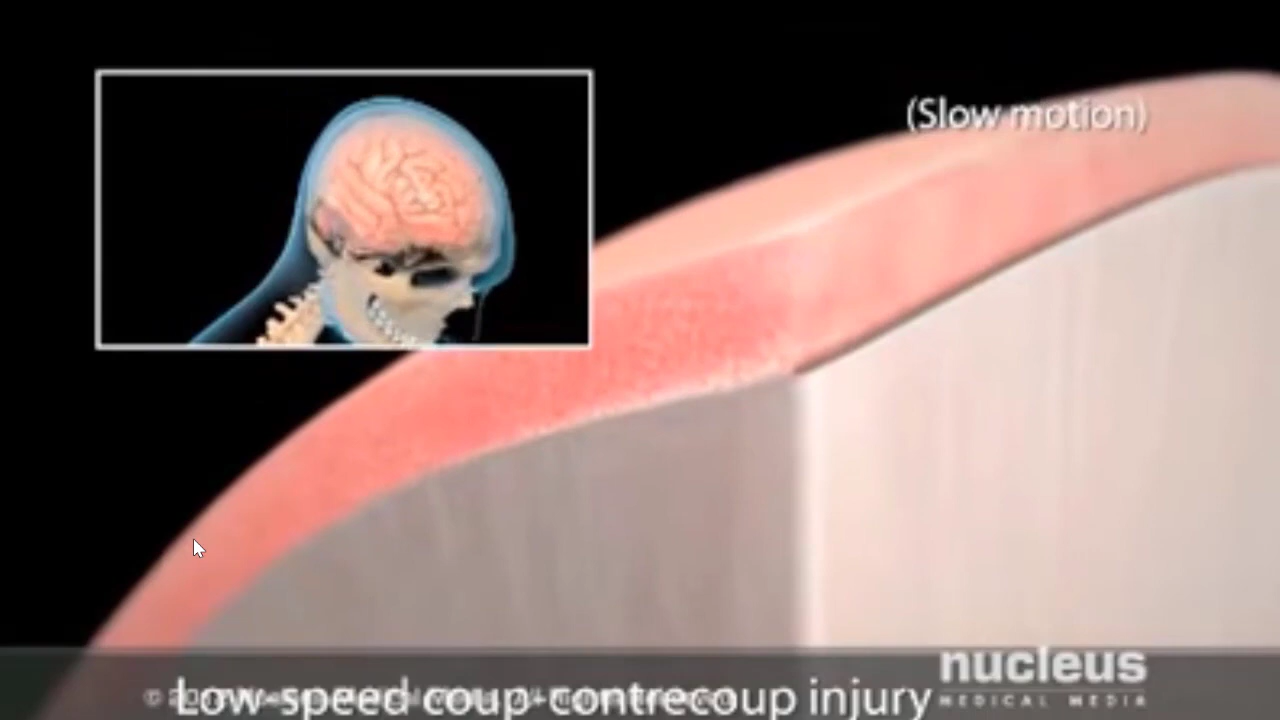 (Slow motion)
nucleus
MEDICAL MEDIA
Low-speed coup-contrecoup injury